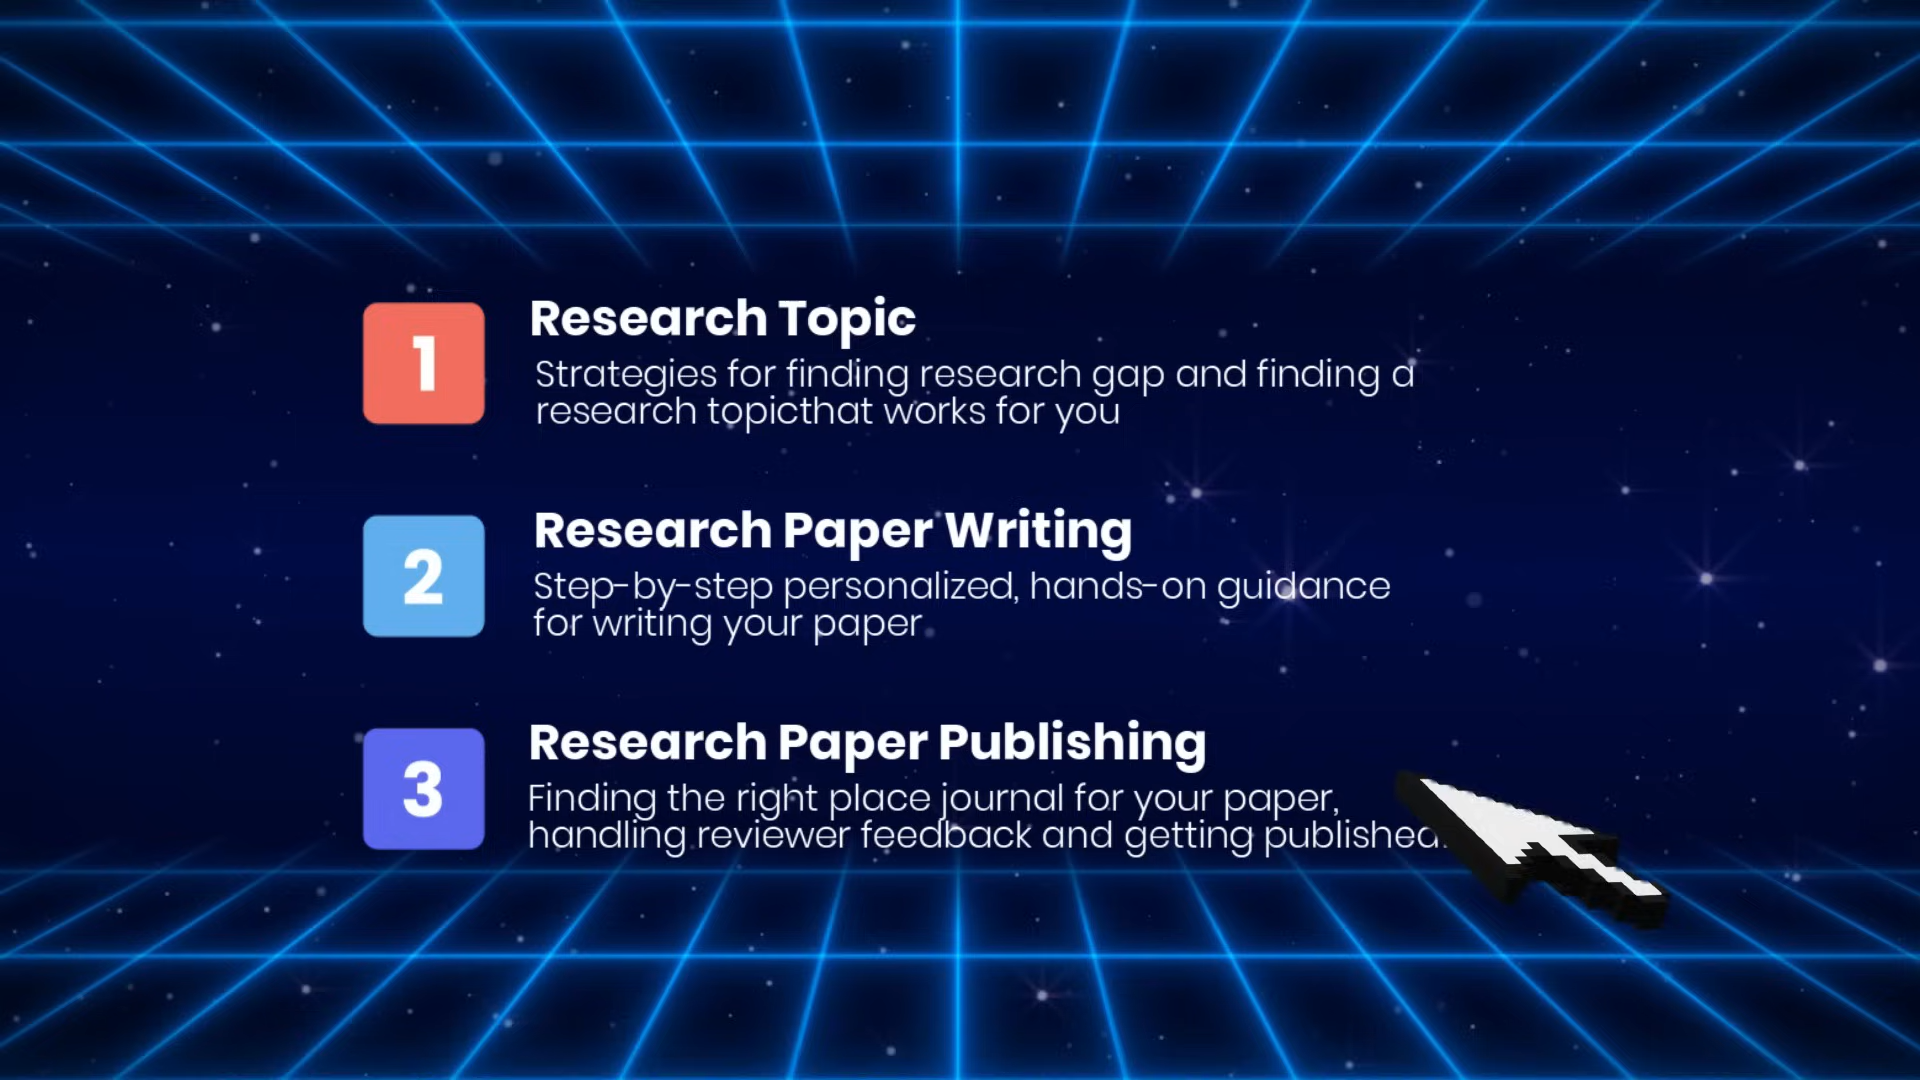 1
Research Topic
Strategies for finding research gap and finding a
research topicthat works for you
2
Research Paper Writing
Step-by-step personalized, hands-on guidance
for writing your paper
3
Research Paper Publishing
Finding the right place journal for your paper,
handling reviewer feedback and getting published.